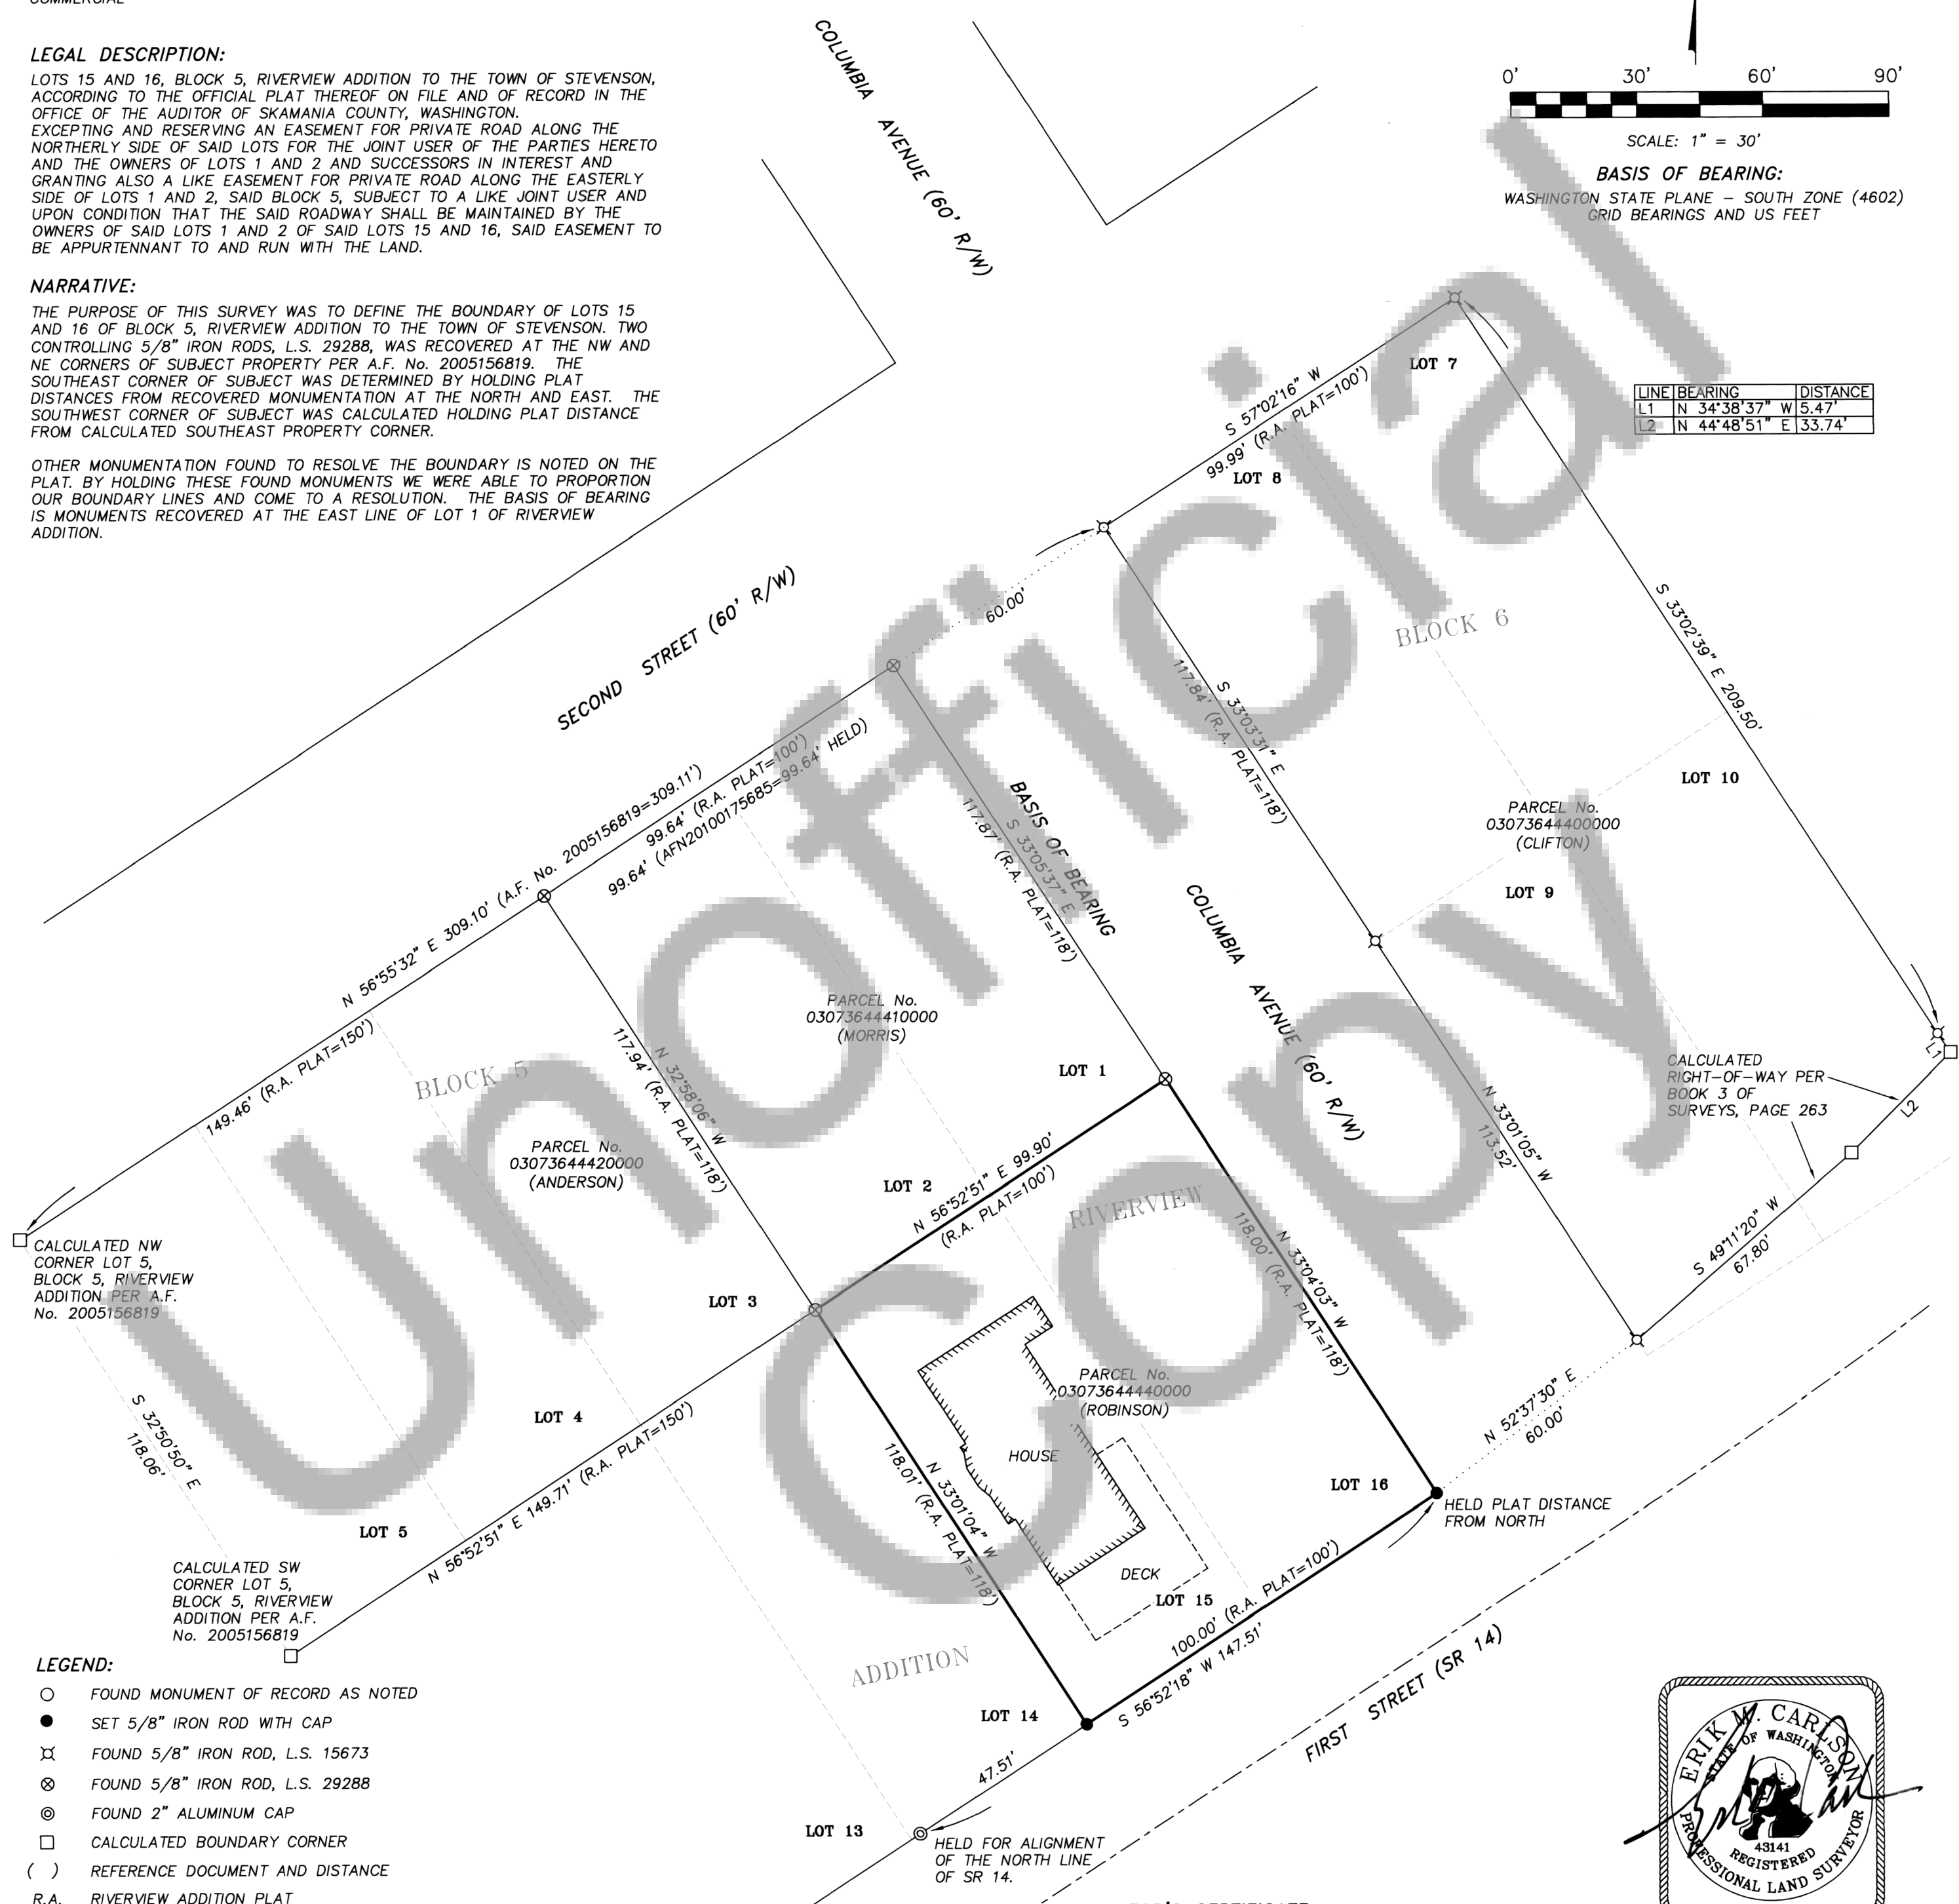 COMMERCIAL
LEGAL DESCRIPTION:
LOTS 15 AND 16, BLOCK 5, RIVERVIEW ADDITION TO THE TOWN OF STEVENSON,
ACCORDING TO THE OFFICIAL PLAT THEREOF ON FILE AND OF RECORD IN THE
OFFICE OF THE AUDITOR OF SKAMANIA COUNTY, WASHINGTON.
EXCEPTING AND RESERVING AN EASEMENT FOR PRIVATE ROAD ALONG THE
NORTHERLY SIDE OF SAID LOTS FOR THE JOINT USER OF THE PARTIES HERETO
AND THE OWNERS OF LOTS 1 AND 2 AND SUCCESSORS IN INTEREST AND
GRANTING ALSO A LIKE EASEMENT FOR PRIVATE ROAD ALONG THE EASTERLY
SIDE OF LOTS 1 AND 2, SAID BLOCK 5, SUBJECT TO A LIKE JOINT USER AND
UPON CONDITION THAT THE SAID ROADWAY SHALL BE MAINTAINED BY THE
OWNERS OF SAID LOTS 1 AND 2 OF SAID LOTS 15 AND 16, SAID EASEMENT TO
BE APPURTENNANT TO AND RUN WITH THE LAND.
NARRATIVE:
THE PURPOSE OF THIS SURVEY WAS TO DEFINE THE BOUNDARY OF LOTS 15
AND 16 OF BLOCK 5, RIVERVIEW ADDITION TO THE TOWN OF STEVENSON. TWO
CONTROLLING 5/8" IRON RODS, L.S. 29288, WAS RECOVERED AT THE NW AND
NE CORNERS OF SUBJECT PROPERTY PER A.F. No. 2005156819. THE
SOUTHEAST CORNER OF SUBJECT WAS DETERMINED BY HOLDING PLAT
DISTANCES FROM RECOVERED MONUMENTATION AT THE NORTH AND EAST. THE
SOUTHWEST CORNER OF SUBJECT WAS CALCULATED HOLDING PLAT DISTANCE
FROM CALCULATED SOUTHEAST PROPERTY CORNER.
OTHER MONUMENTATION FOUND TO RESOLVE THE BOUNDARY IS NOTED ON THE
PLAT. BY HOLDING THESE FOUND MONUMENTS WE WERE ABLE TO PROPORTION
OUR BOUNDARY LINES AND COME TO A RESOLUTION. THE BASIS OF BEARING
IS MONUMENTS RECOVERED AT THE EAST LINE OF LOT 1 OF RIVERVIEW
ADDITION.
COLUMBIA AVENUE (60' R/W)
0' 30' 60' 90'
SCALE: 1" = 30'
BASIS OF BEARING:
WASHINGTON STATE PLANE – SOUTH ZONE (4602)
GRID BEARINGS AND US FEET
LINE BEARING DISTANCE
L1 N 34°38'37" W 5.47'
L2 N 44°48'51" E 33.74'
LOT 7
S 57°02'16" W
99.99' (R.A. PLAT=100')
LOT 8
SECOND STREET (60' R/W)
60.00'
BLOCK 6
S 33°02'39" E 209.50'
S 33°03'31" E
117.84' (R.A. PLAT=118')
LOT 10
PARCEL No.
03073644400000
(CLIFTON)
LOT 9
N 56°55'32" E 309.10' (A.F. No. 2005156819=309.11')
99.64' (R.A. PLAT=100')
99.64' (AFN20100175685=99.64' HELD)
BASIS OF BEARING
S 33°05'37" E
117.87' (R.A. PLAT=118')
COLUMBIA AVENUE (60' R/W)
PARCEL No.
03073644410000
(MORRIS)
149.46' (R.A. PLAT=150')
BLOCK 5
N 32°58'06" W
117.94' (R.A. PLAT=118')
LOT 1
CALCULATED
RIGHT–OF–WAY PER
BOOK 3 OF
SURVEYS, PAGE 263
L1
L2
N 33°01'05" W
113.52'
PARCEL No.
03073644420000
(ANDERSON)
LOT 2
N 56°52'51" E 99.90'
(R.A. PLAT=100')
RIVERVIEW
S 49°11'20" W
67.80'
CALCULATED NW
CORNER LOT 5,
BLOCK 5, RIVERVIEW
ADDITION PER A.F.
No. 2005156819
LOT 3
N 33°04'03" W
118.00' (R.A. PLAT=118')
PARCEL No.
03073644440000
(ROBINSON)
HOUSE
LOT 4
S 32°50'50" E
118.06'
N 33°01'04" W
118.01' (R.A. PLAT=118')
N 52°37'30" E
60.00'
LOT 16
HELD PLAT DISTANCE
FROM NORTH
LOT 5
N 56°52'51" E 149.71' (R.A. PLAT=150')
DECK
LOT 15
100.00' (R.A. PLAT=100')
S 56°52'18" W 147.51'
CALCULATED SW
CORNER LOT 5,
BLOCK 5, RIVERVIEW
ADDITION PER A.F.
No. 2005156819
ADDITION
LOT 14
FIRST STREET (SR 14)
47.51'
LOT 13
HELD FOR ALIGNMENT
OF THE NORTH LINE
OF SR 14.
LEGEND:
FOUND MONUMENT OF RECORD AS NOTED
SET 5/8" IRON ROD WITH CAP
FOUND 5/8" IRON ROD, L.S. 15673
FOUND 5/8" IRON ROD, L.S. 29288
FOUND 2" ALUMINUM CAP
CALCULATED BOUNDARY CORNER
( ) REFERENCE DOCUMENT AND DISTANCE
R.A. RIVERVIEW ADDITION PLAT
ERIK M. CARLSON
STATE OF WASHINGTON
43141
REGISTERED
PROFESSIONAL LAND SURVEYOR
Unofficial
Copy